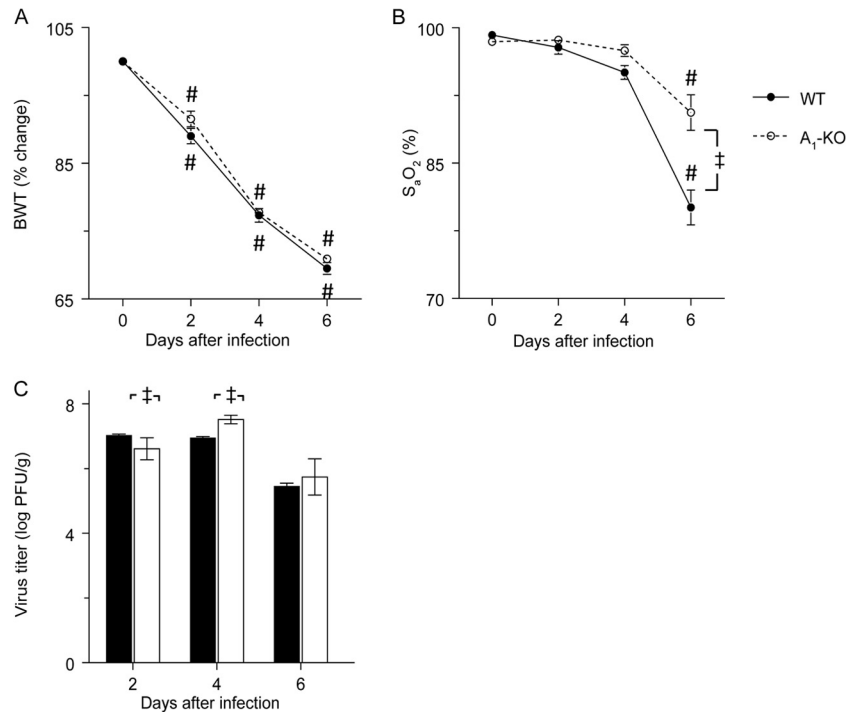 A
105
85
65
BWT (% change)
#
#
#
#
#
#
0 2 4 6
Days after infection
B
100
85
70
SaO2 (%)
#
#
‡
0 2 4 6
Days after infection
WT
A1-KO
C
8
4
0
Virus titer (log PFU/g)
‡ ‡
2 4 6
Days after infection